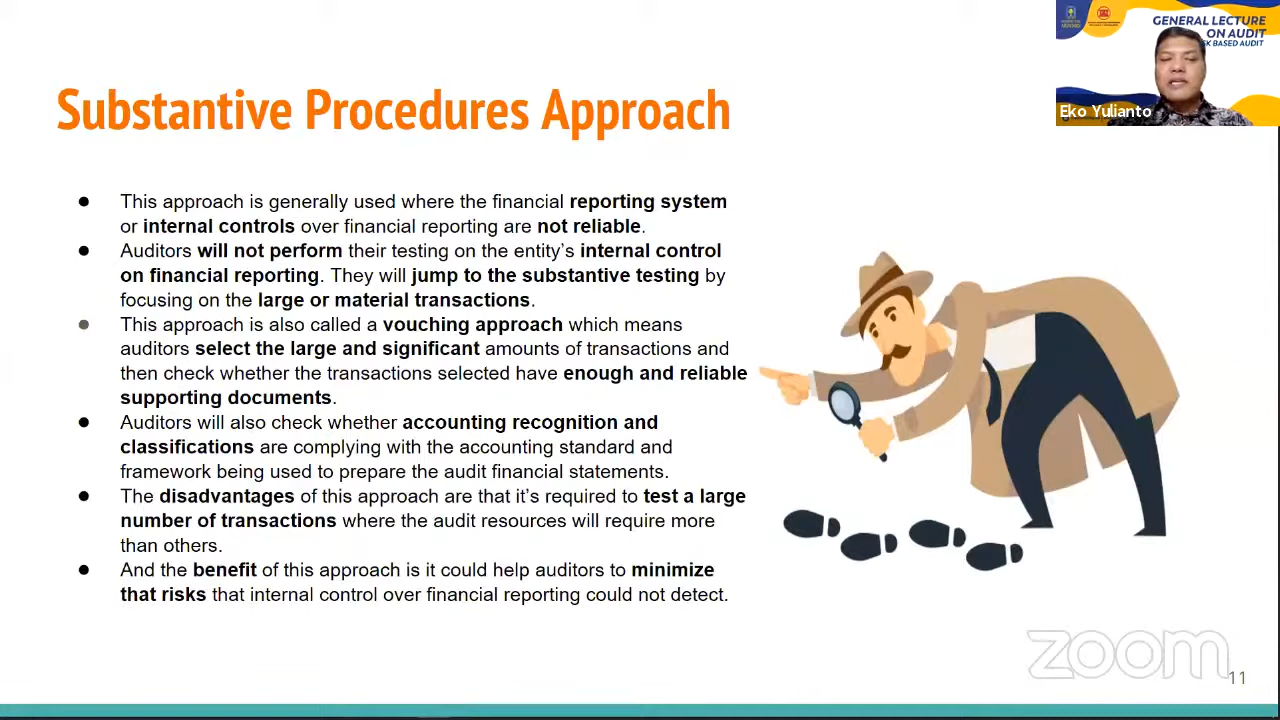 GENERAL LECTURE
ON AUDIT
K BASED AUDIT
Eko Yulianto
Substantive Procedures Approach
● This approach is generally used where the financial reporting system
or internal controls over financial reporting are not reliable.
● Auditors will not perform their testing on the entity’s internal control
on financial reporting. They will jump to the substantive testing by
focusing on the large or material transactions.
● This approach is also called a vouching approach which means
auditors select the large and significant amounts of transactions and
then check whether the transactions selected have enough and reliable
supporting documents.
● Auditors will also check whether accounting recognition and
classifications are complying with the accounting standard and
framework being used to prepare the audit financial statements.
● The disadvantages of this approach are that it’s required to test a large
number of transactions where the audit resources will require more
than others.
● And the benefit of this approach is it could help auditors to minimize
that risks that internal control over financial reporting could not detect.
zoom
11